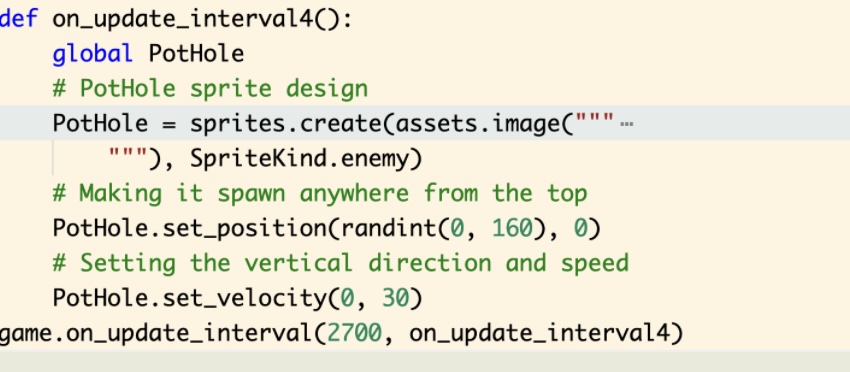 def on_update_interval4():
global PotHole
# PotHole sprite design
PotHole = sprites.create(assets.image("""…
"""), SpriteKind.enemy)
# Making it spawn anywhere from the top
PotHole.set_position(randint(0, 160), 0)
# Setting the vertical direction and speed
PotHole.set_velocity(0, 30)
game.on_update_interval(2700, on_update_interval4)